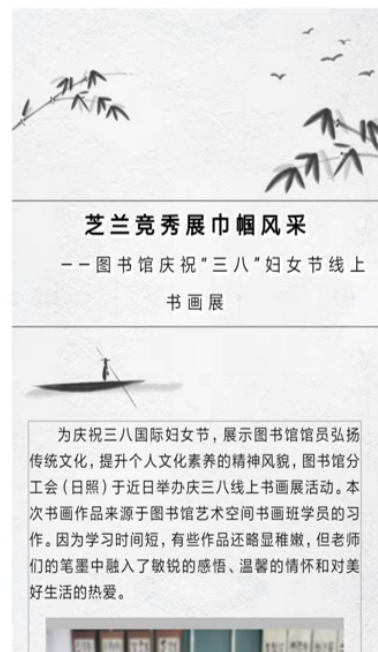 芝兰竞秀展巾帼风采
——图书馆庆祝“三八”妇女节线上
书画展
为庆祝三八国际妇女节，展示图书馆馆员弘扬
传统文化，提升个人文化素养的精神风貌，图书馆分
工会（日照）于近日举办庆三八线上书画展活动。本
次书画作品来源于图书馆艺术空间书画班学员的习
作。因为学习时间短，有些作品还略显稚嫩，但老师
们的笔墨中融入了敏锐的感悟、温馨的情怀和对美
好生活的热爱。